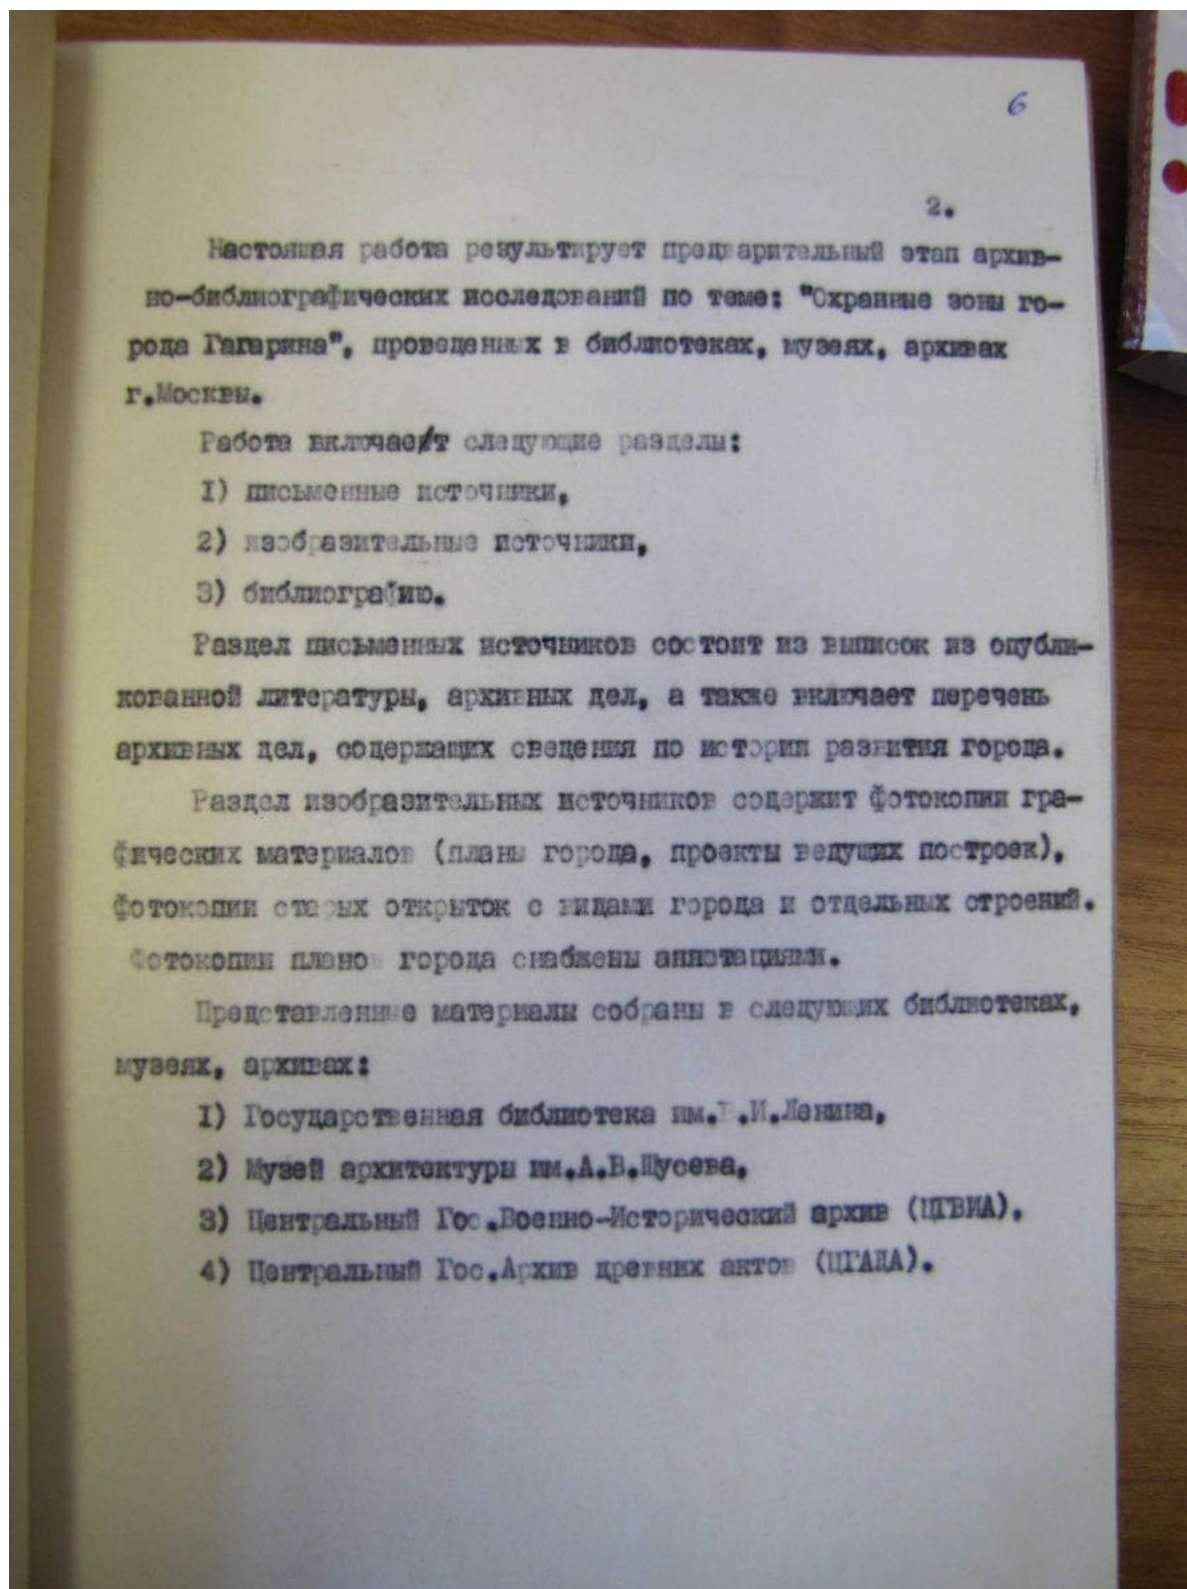 6
2.
Настоящая работа результирует предварительный этап архив-
но-библиографических исследований по теме: "Охранные зоны го-
рода Гагарина", проведенных в библиотеках, музеях, архивах
г.Москвы.
Работа включает следующие разделы:
I) письменные источники,
2) изобразительные источники,
3) библиографию.
Раздел письменных источников состоит из выписок из опубли-
кованной литературы, архивных дел, а также включает перечень
архивных дел, содержащих сведения по истории развития города.
Раздел изобразительных источников содержит фотокопии гра-
фических материалов (планы города, проекты ведущих построек),
фотокопии старых открыток с видами города и отдельных строений.
Фотокопии планов города снабжены аннотациями.
Представленные материалы собраны в следующих библиотеках,
музеях, архивах:
I) Государственная библиотека им.В.И.Ленина,
2) Музей архитектуры им.А.В.Щусева,
3) Центральный Гос.Военно-Исторический архив (ЦГВИА),
4) Центральный Гос.Архив древних актов (ЦГАДА).